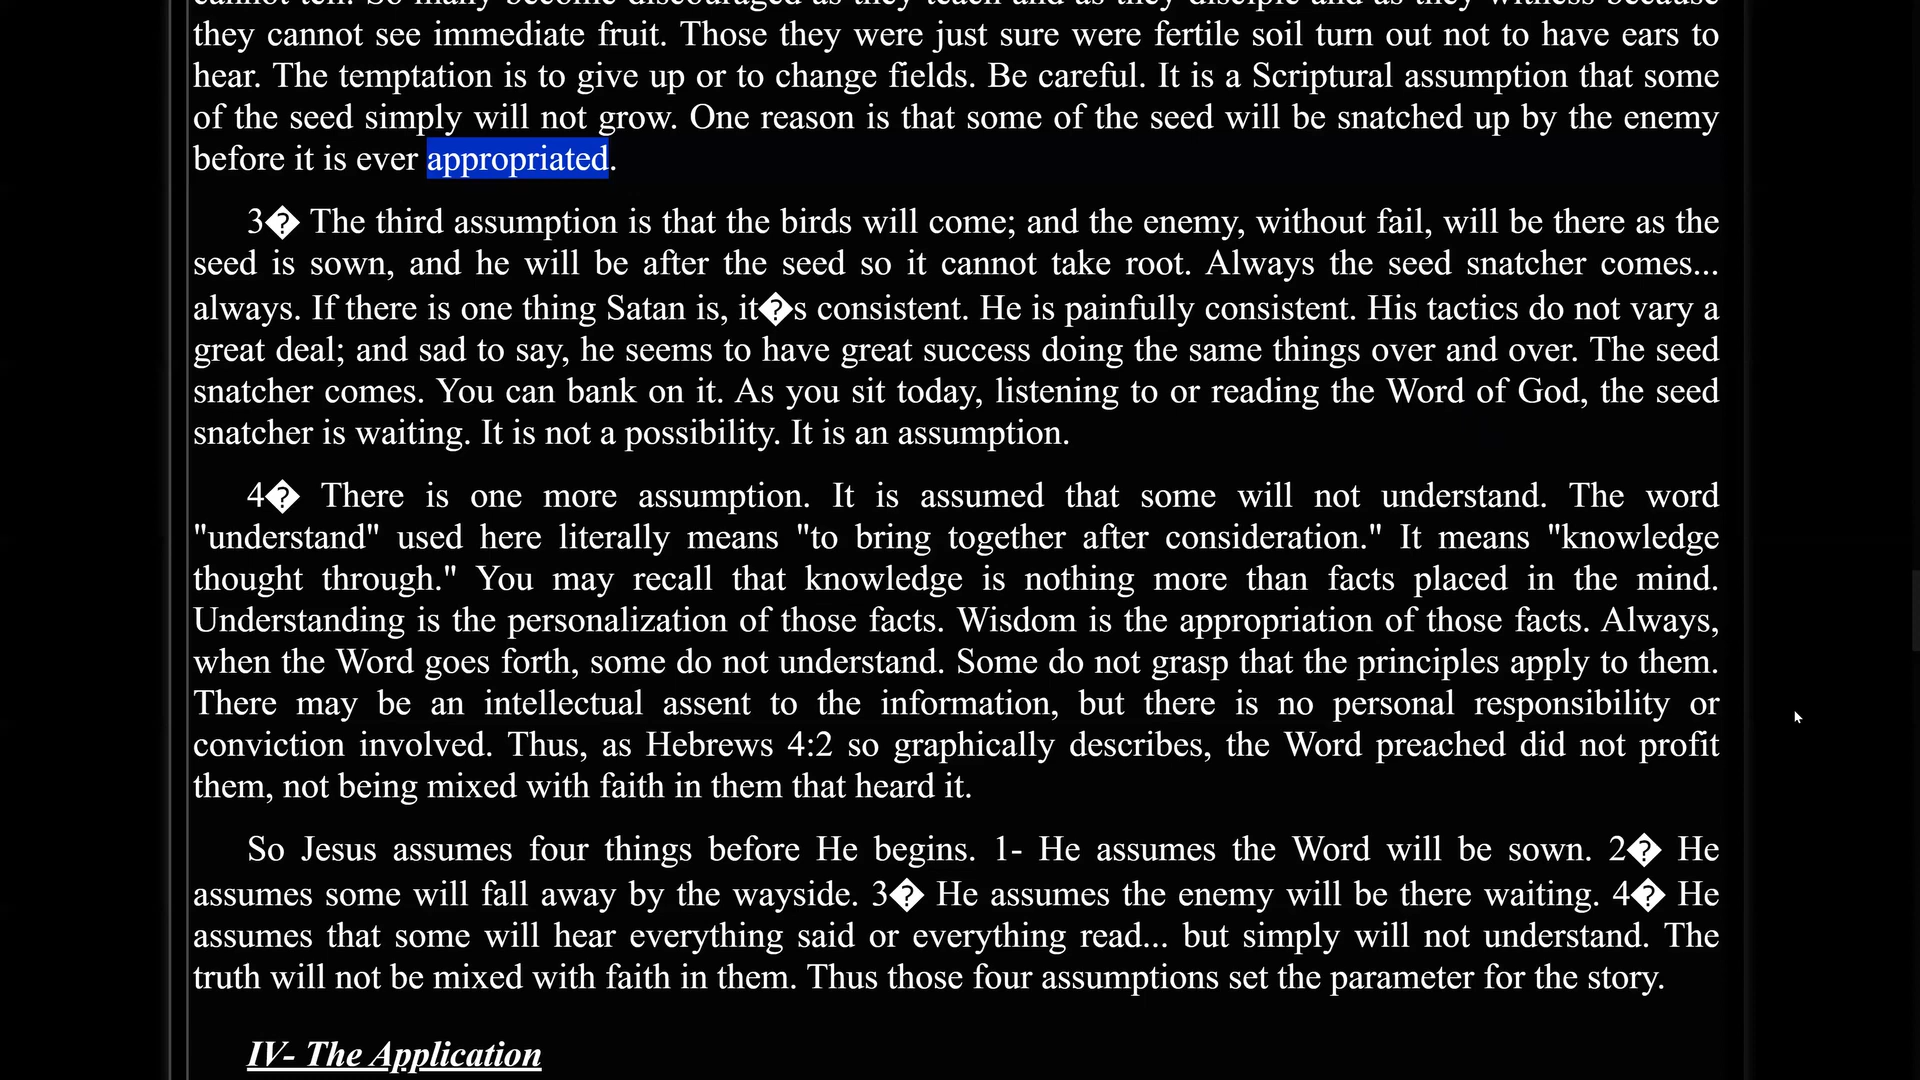 they cannot see immediate fruit. Those they were just sure were fertile soil turn out not to have ears to
hear. The temptation is to give up or to change fields. Be careful. It is a Scriptural assumption that some
of the seed simply will not grow. One reason is that some of the seed will be snatched up by the enemy
before it is ever appropriated.
3� The third assumption is that the birds will come; and the enemy, without fail, will be there as the
seed is sown, and he will be after the seed so it cannot take root. Always the seed snatcher comes...
always. If there is one thing Satan is, it�s consistent. He is painfully consistent. His tactics do not vary a
great deal; and sad to say, he seems to have great success doing the same things over and over. The seed
snatcher comes. You can bank on it. As you sit today, listening to or reading the Word of God, the seed
snatcher is waiting. It is not a possibility. It is an assumption.
4� There is one more assumption. It is assumed that some will not understand. The word
"understand" used here literally means "to bring together after consideration." It means "knowledge
thought through." You may recall that knowledge is nothing more than facts placed in the mind.
Understanding is the personalization of those facts. Wisdom is the appropriation of those facts. Always,
when the Word goes forth, some do not understand. Some do not grasp that the principles apply to them.
There may be an intellectual assent to the information, but there is no personal responsibility or
conviction involved. Thus, as Hebrews 4:2 so graphically describes, the Word preached did not profit
them, not being mixed with faith in them that heard it.
So Jesus assumes four things before He begins. 1- He assumes the Word will be sown. 2� He
assumes some will fall away by the wayside. 3� He assumes the enemy will be there waiting. 4� He
assumes that some will hear everything said or everything read... but simply will not understand. The
truth will not be mixed with faith in them. Thus those four assumptions set the parameter for the story.
IV- The Application